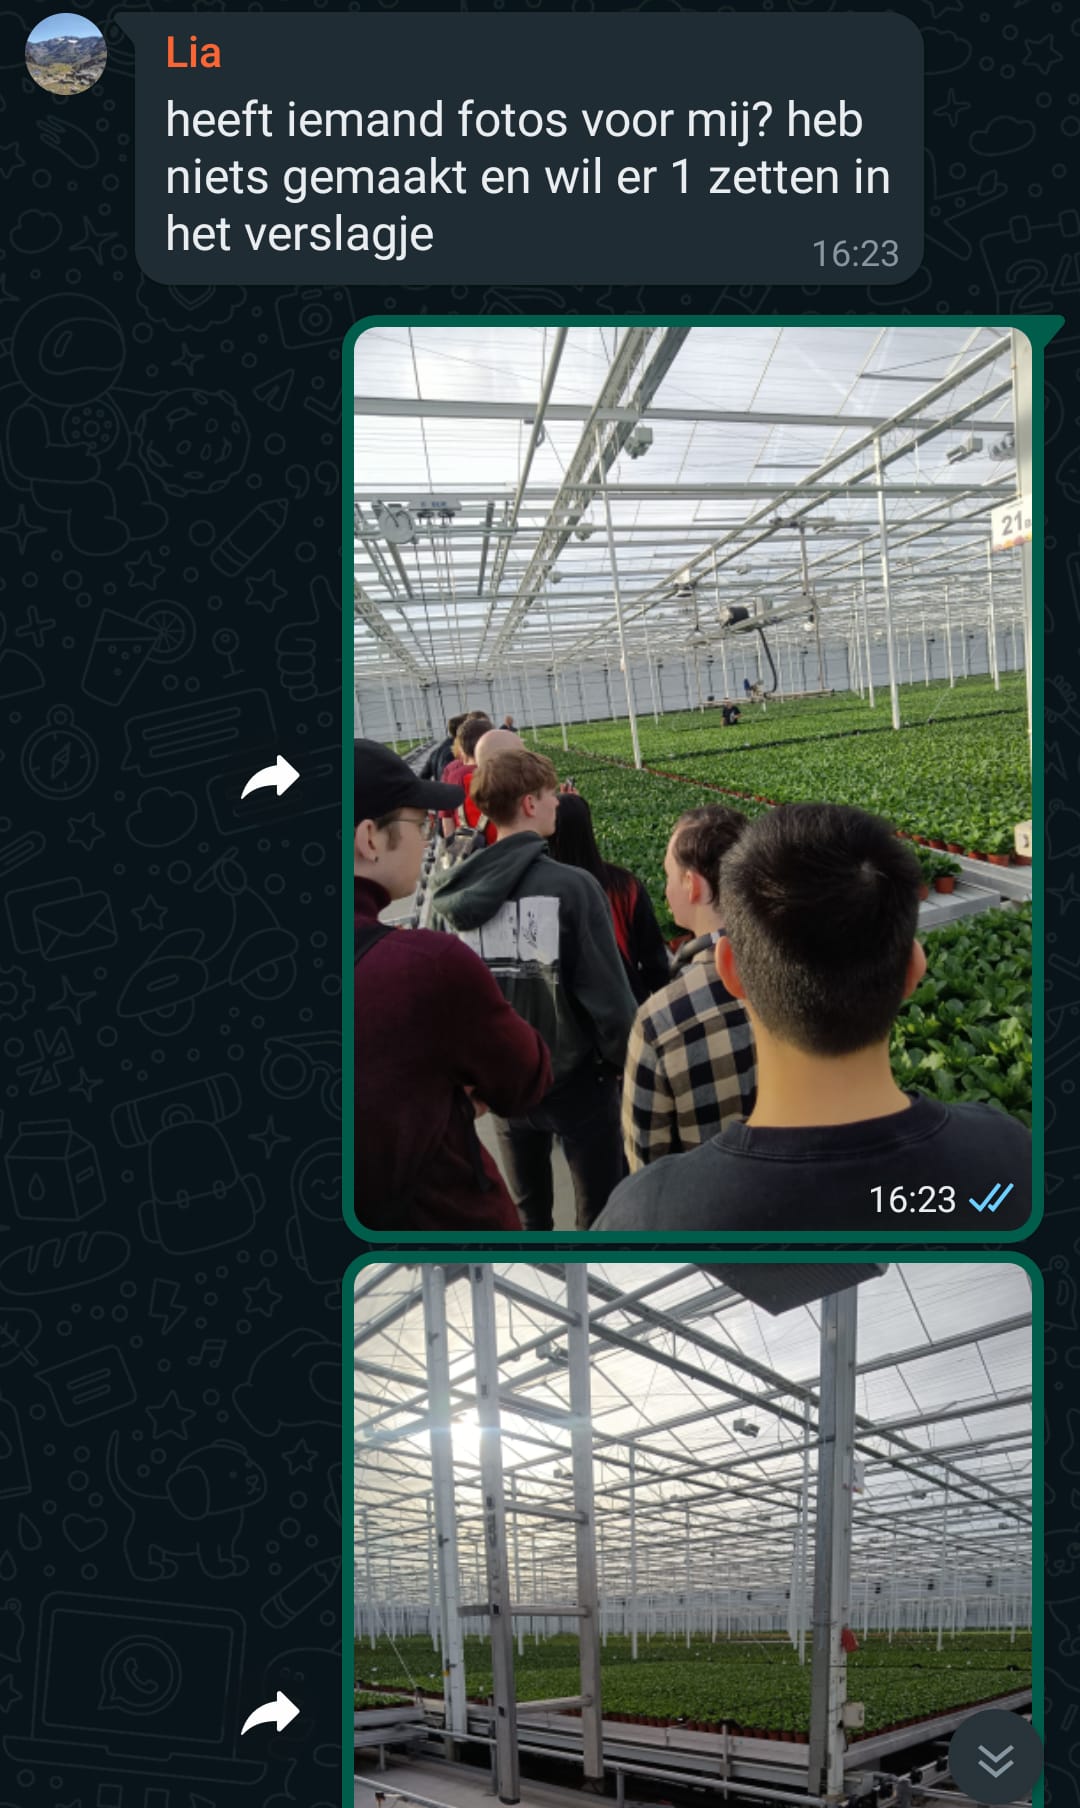 Lia
heeft iemand fotos voor mij? heb
niets gemaakt en wil er 1 zetten in
het verslagje
16:23
21a
16:23